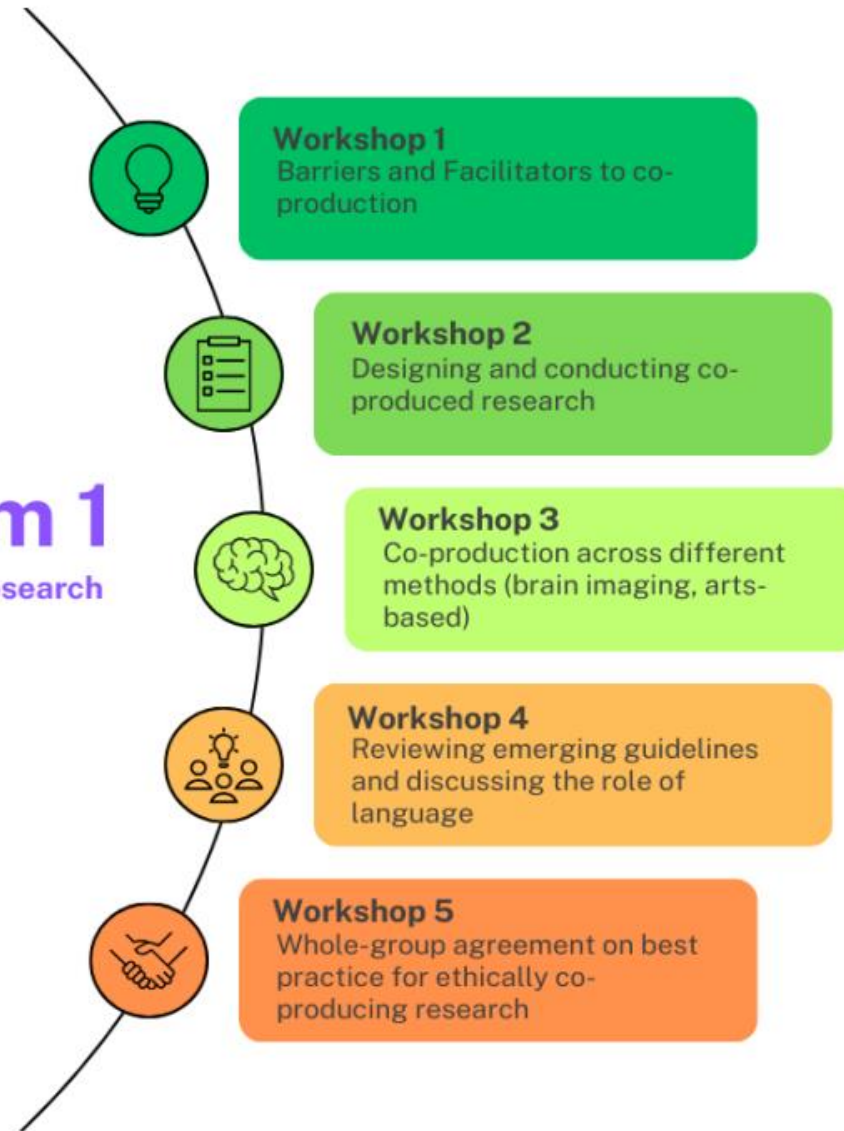 Workshop 1
Barriers and Facilitators to co-
production
Workshop 2
Designing and conducting co-
produced research
m 1
search
Workshop 3
Co-production across different
methods (brain imaging, arts-
based)
Workshop 4
Reviewing emerging guidelines
and discussing the role of
language
Workshop 5
Whole-group agreement on best
practice for ethically co-
producing research